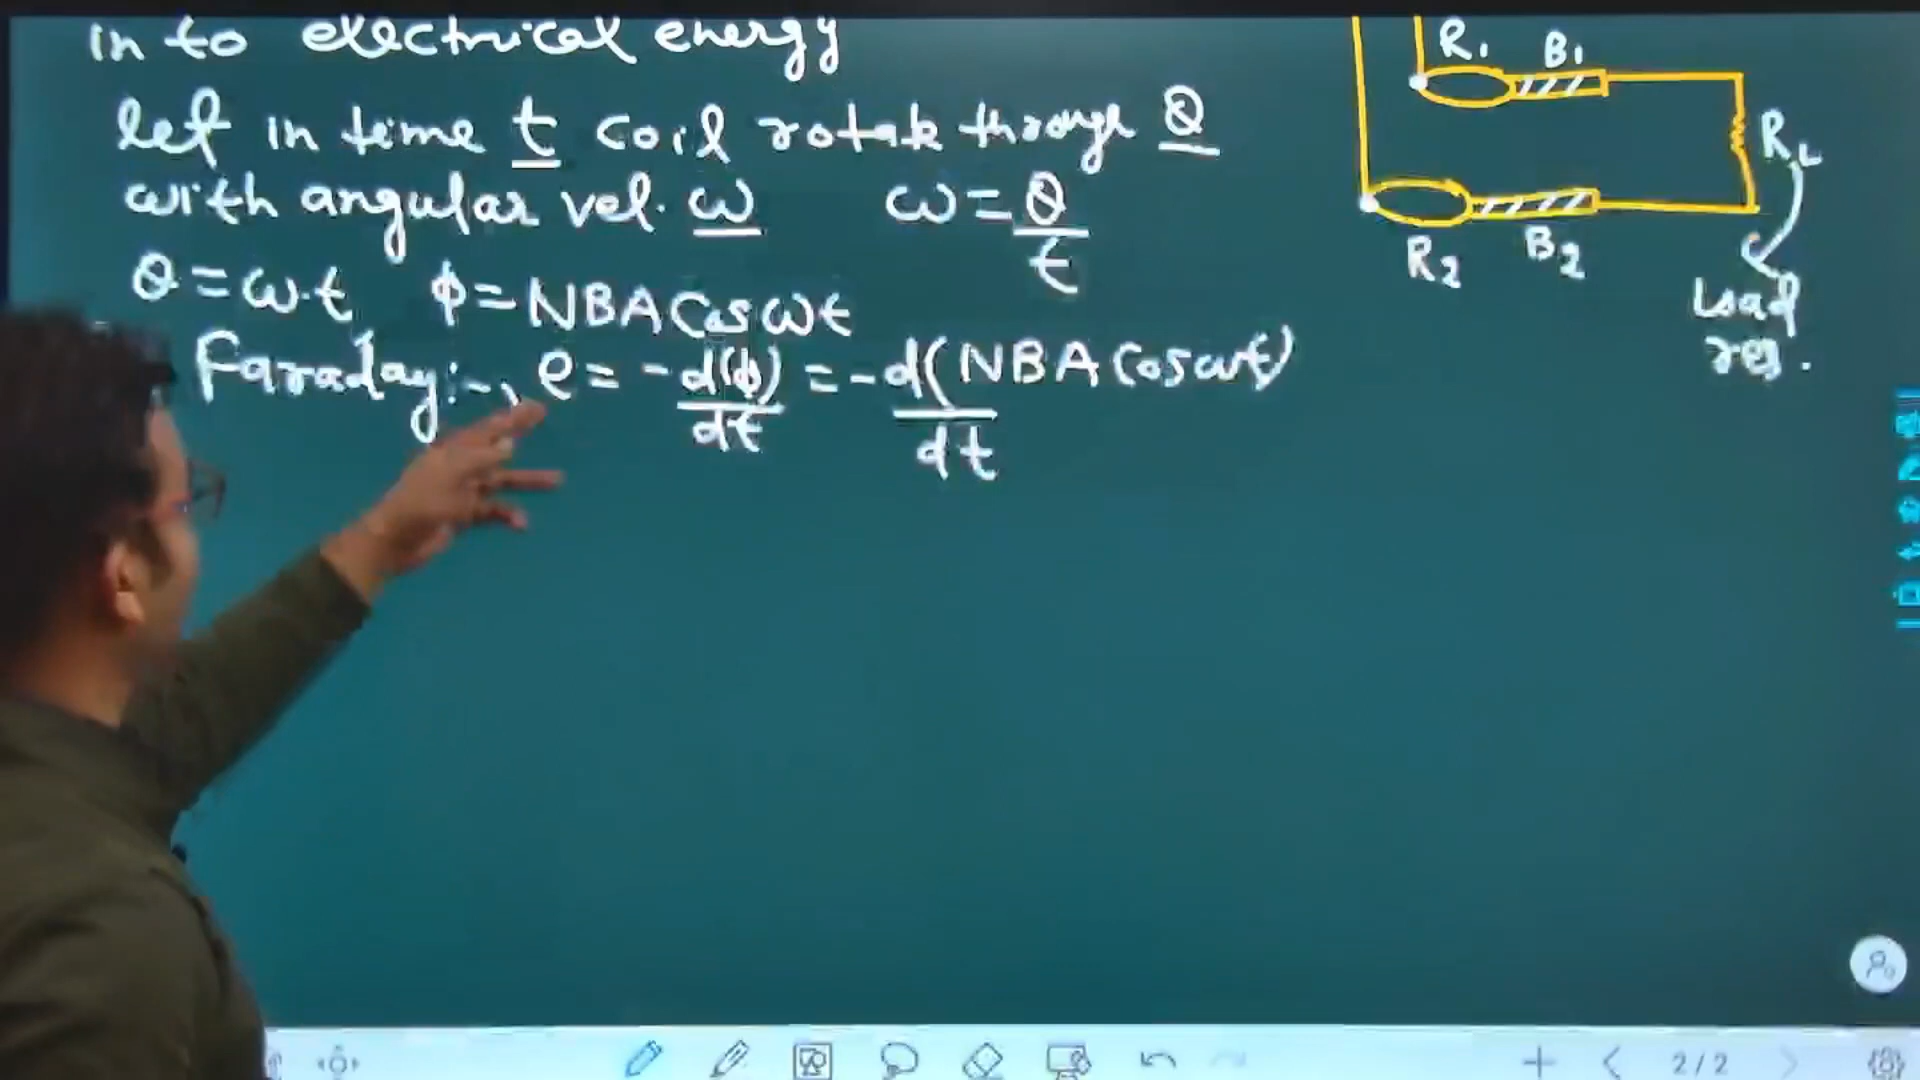 in to electrical energy
let in time t coil rotate through θ
with angular vel. ω ω = θ/t
θ = ω.t φ = NBA Cos ωt
Faraday:-, e = -d(φ)/dt = -d(NBA Cos ωt)/dt
R1 B1
RL
R2 B2
Load
res.
2/2